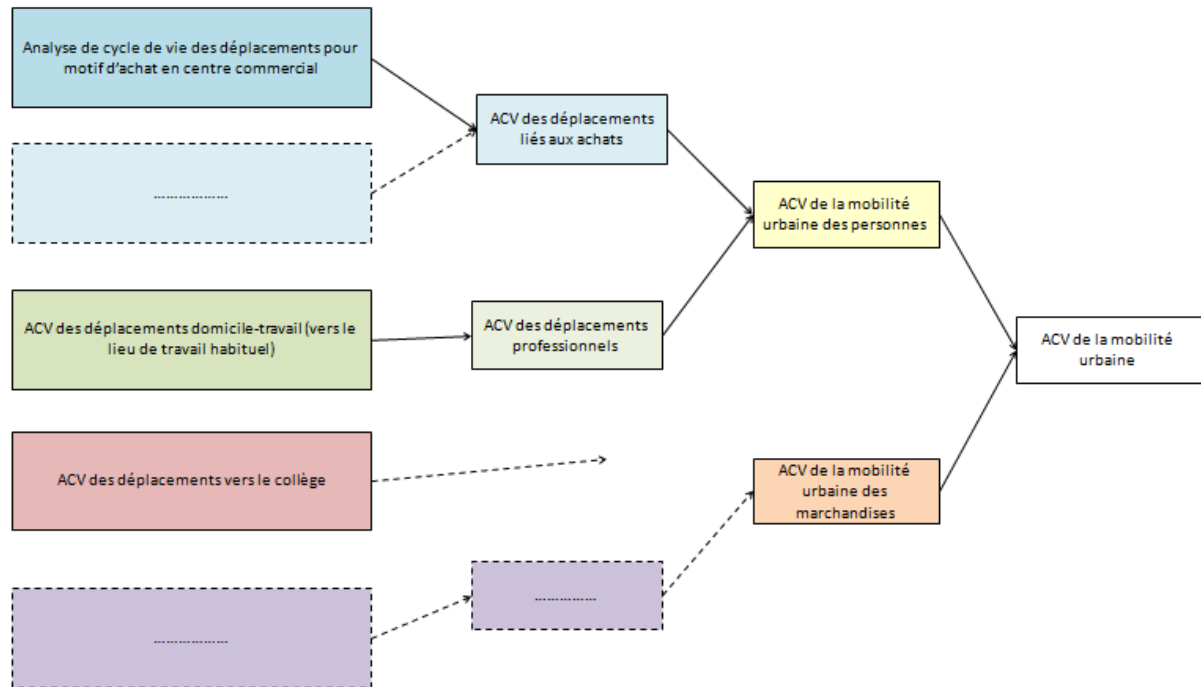 Analyse de cycle de vie des déplacements pour
motif d'achat en centre commercial
ACV des déplacements
liés aux achats
………………
ACV de la mobilité
urbaine des personnes
ACV des déplacements domicile-travail (vers le
lieu de travail habituel)
ACV des déplacements
professionnels
ACV de la mobilité
urbaine
ACV des déplacements vers le collège
ACV de la mobilité
urbaine des
marchandises
……………
………………